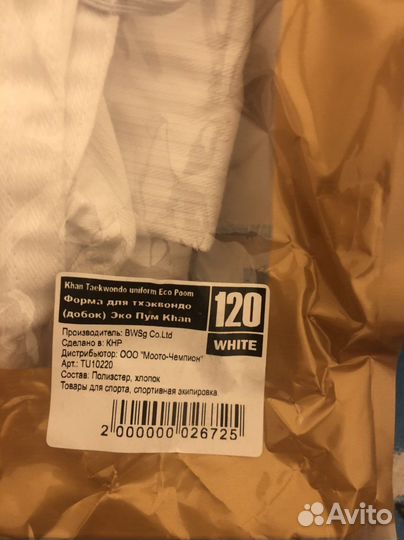 Khan Taekwondo uniform Eco Poom
Форма для тхэквондо
(добок) Эко Пум Khan
120
WHITE
Производитель: BWSg Co.Ltd
Сделано в: КНР
Дистрибьютор: ООО "Моото-Чемпион"
Арт.: TU10220
Состав: Полиэстер, хлопок
Товары для спорта, спортивная экипировка
2 000000 026725
Avito